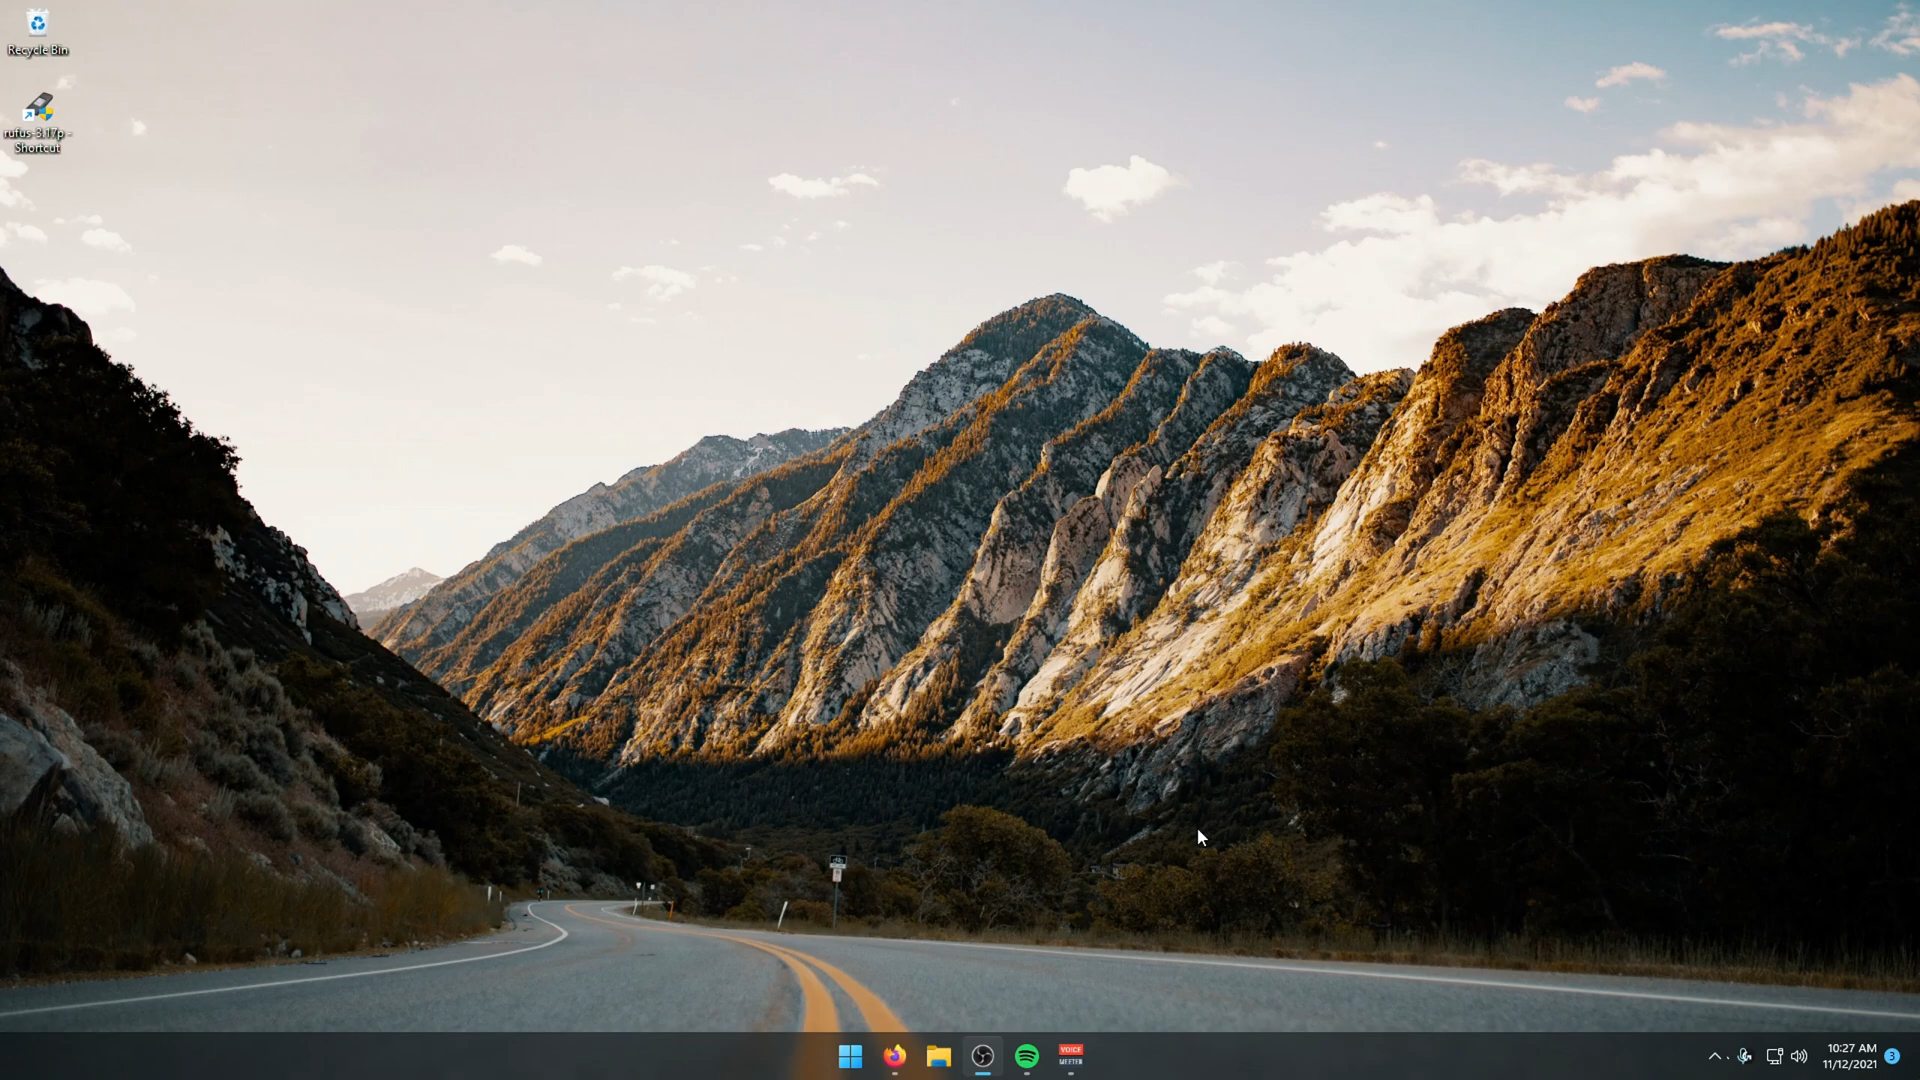 Recycle Bin
rufus-3.17p -
Shortcut
VOICE
MEETER
10:27 AM
11/12/2021
3